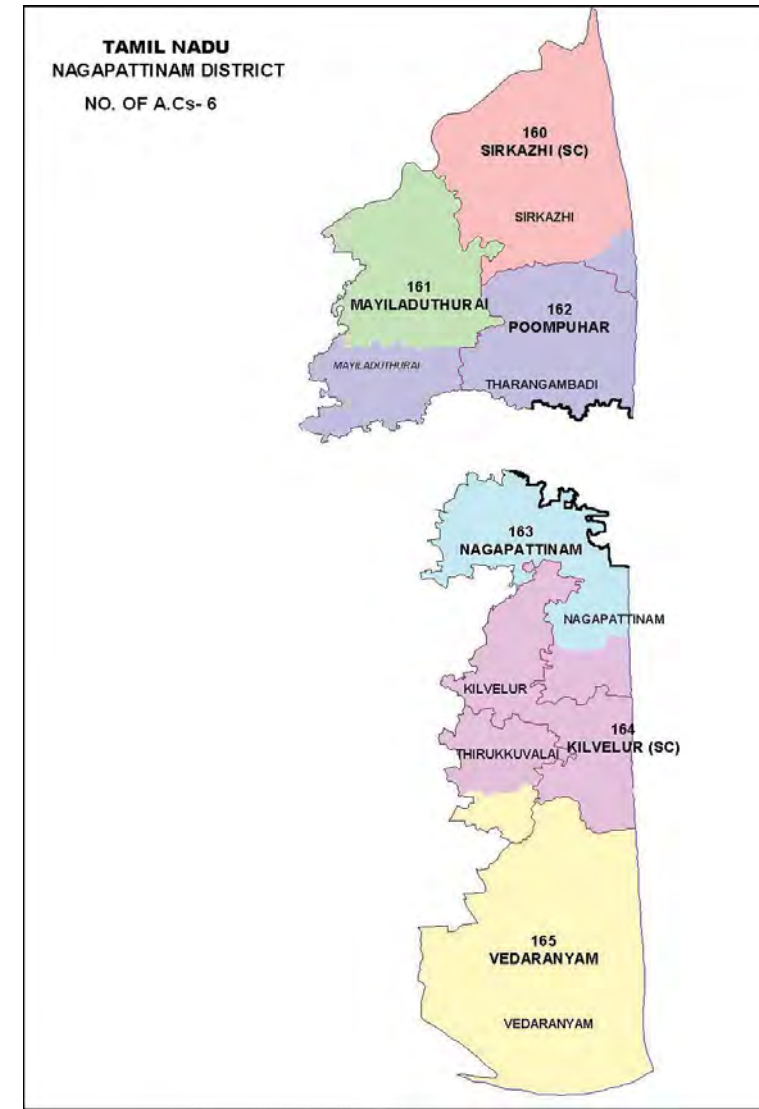 TAMIL NADU
NAGAPATTINAM DISTRICT
NO. OF A.Cs- 6
160
SIRKAZHI (SC)
SIRKAZHI
161
MAYILADUTHURAI
162
POOMPUHAR
MAYILADUTHURAI
THARANGAMBADI
163
NAGAPATTINAM
NAGAPATTINAM
KILVELUR
164
KILVELUR (SC)
THIRUKKUVALAI
165
VEDARANYAM
VEDARANYAM